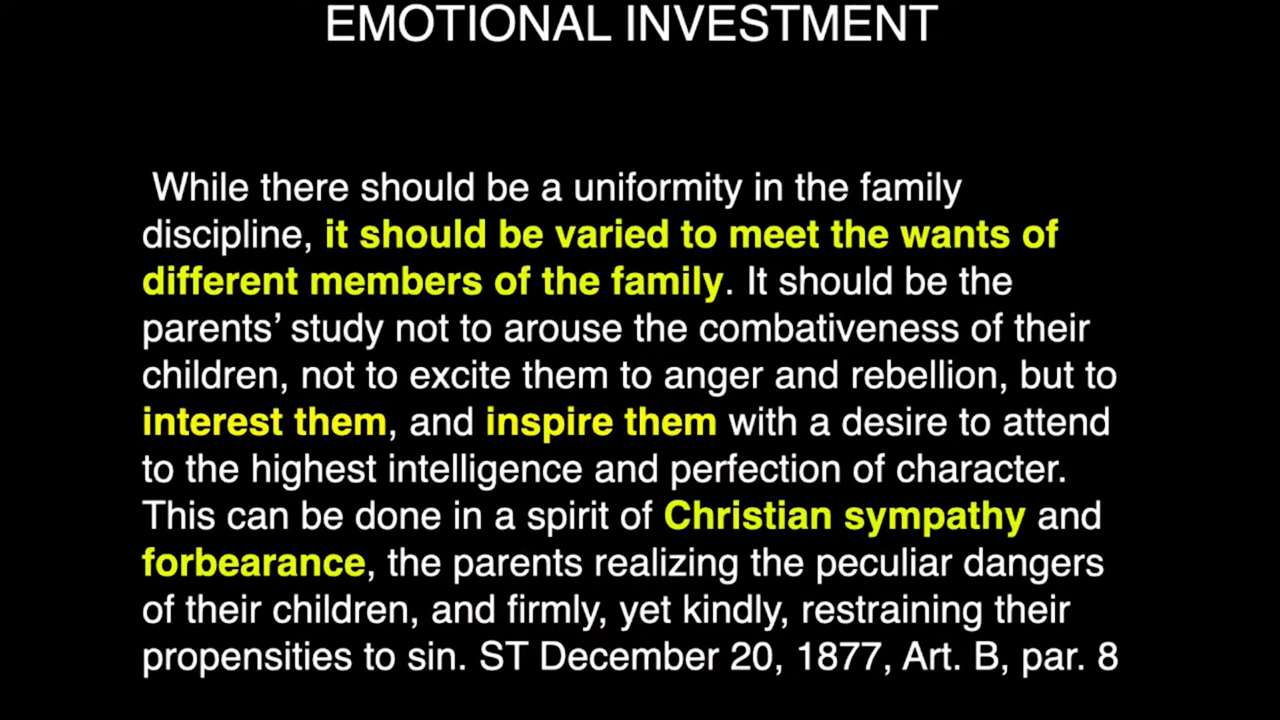 EMOTIONAL INVESTMENT
While there should be a uniformity in the family
discipline, it should be varied to meet the wants of
different members of the family. It should be the
parents’ study not to arouse the combativeness of their
children, not to excite them to anger and rebellion, but to
interest them, and inspire them with a desire to attend
to the highest intelligence and perfection of character.
This can be done in a spirit of Christian sympathy and
forbearance, the parents realizing the peculiar dangers
of their children, and firmly, yet kindly, restraining their
propensities to sin. ST December 20, 1877, Art. B, par. 8